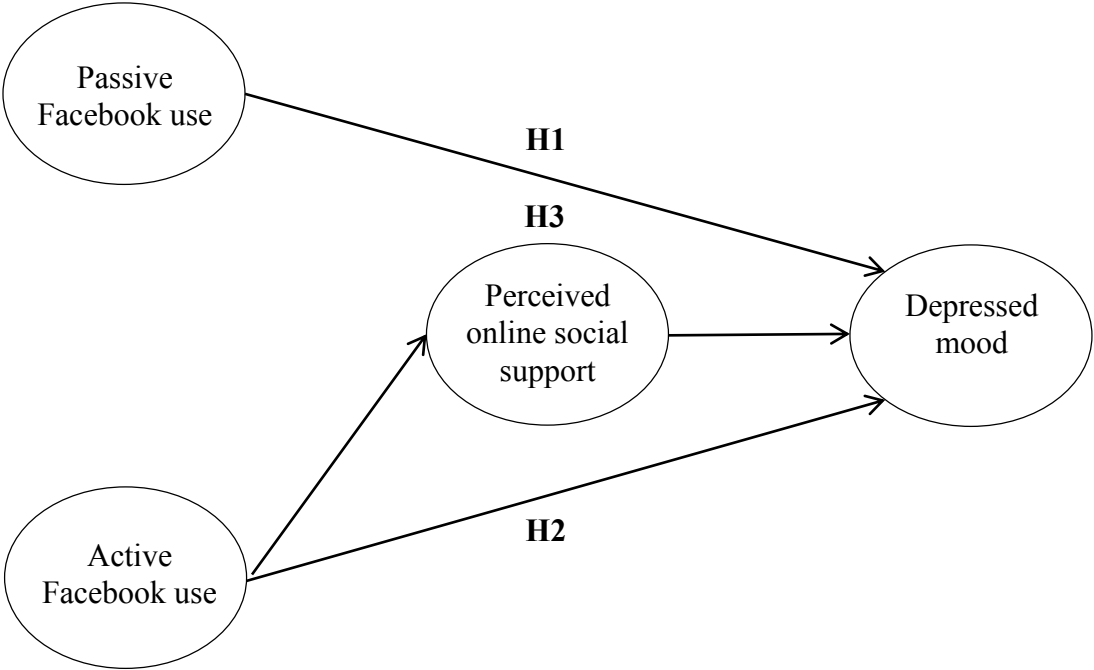 Passive
Facebook use
H1
H3
Perceived
online social
support
Depressed
mood
H2
Active
Facebook use